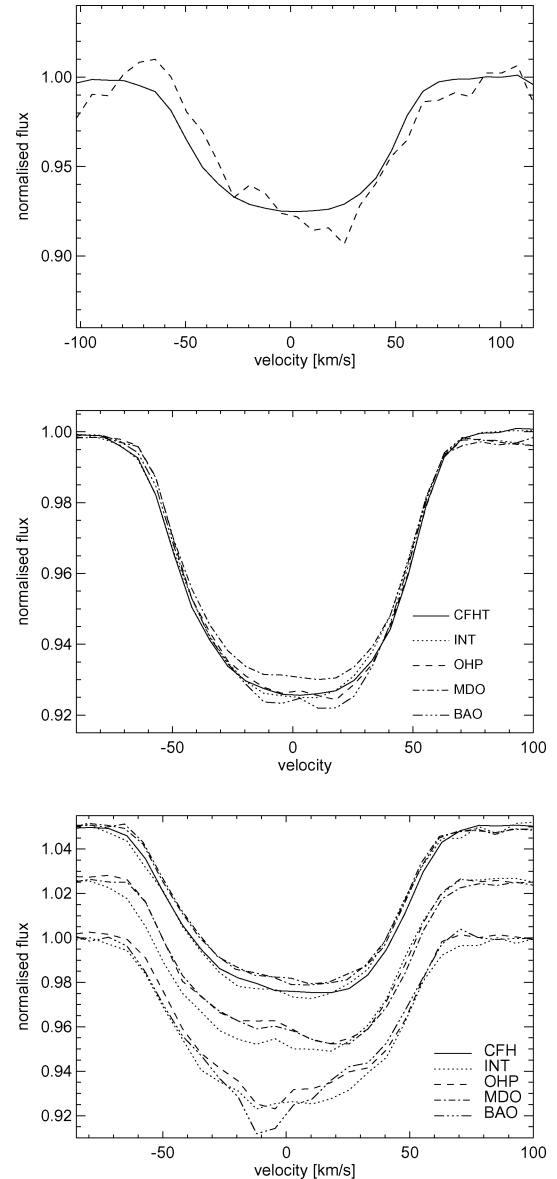 normalised flux
1.00
0.95
0.90
-100
-50
0
50
100
velocity [km/s]
normalised flux
1.00
0.98
0.96
0.94
0.92
CFHT
INT
OHP
MDO
BAO
-50
0
50
100
velocity
normalised flux
1.04
1.02
1.00
0.98
0.96
0.94
0.92
CFH
INT
OHP
MDO
BAO
-50
0
50
100
velocity [km/s]